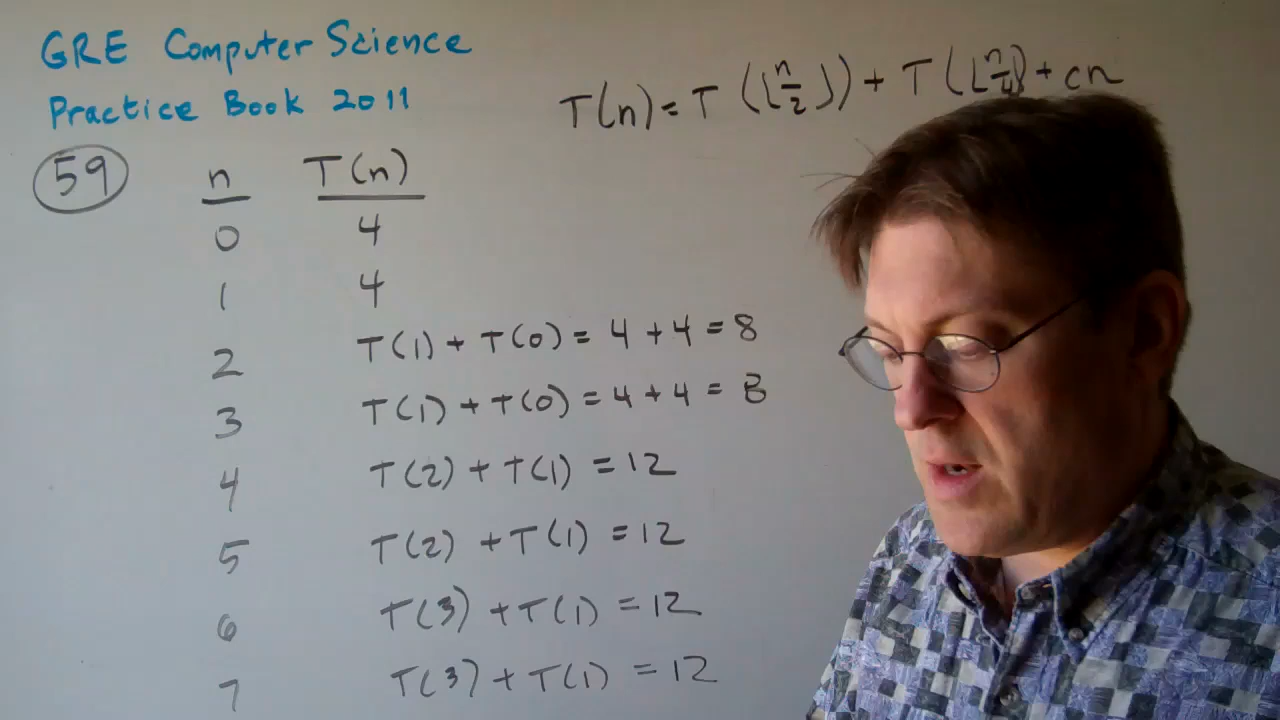 GRE Computer Science
Practice Book 2011
T(n) = T(⌊n/2⌋) + T(⌊n/4⌋) + cn
59
n T(n)
0 4
1 4
2 T(1) + T(0) = 4 + 4 = 8
3 T(1) + T(0) = 4 + 4 = 8
4 T(2) + T(1) = 12
5 T(2) + T(1) = 12
6 T(3) + T(1) = 12
7 T(3) + T(1) = 12